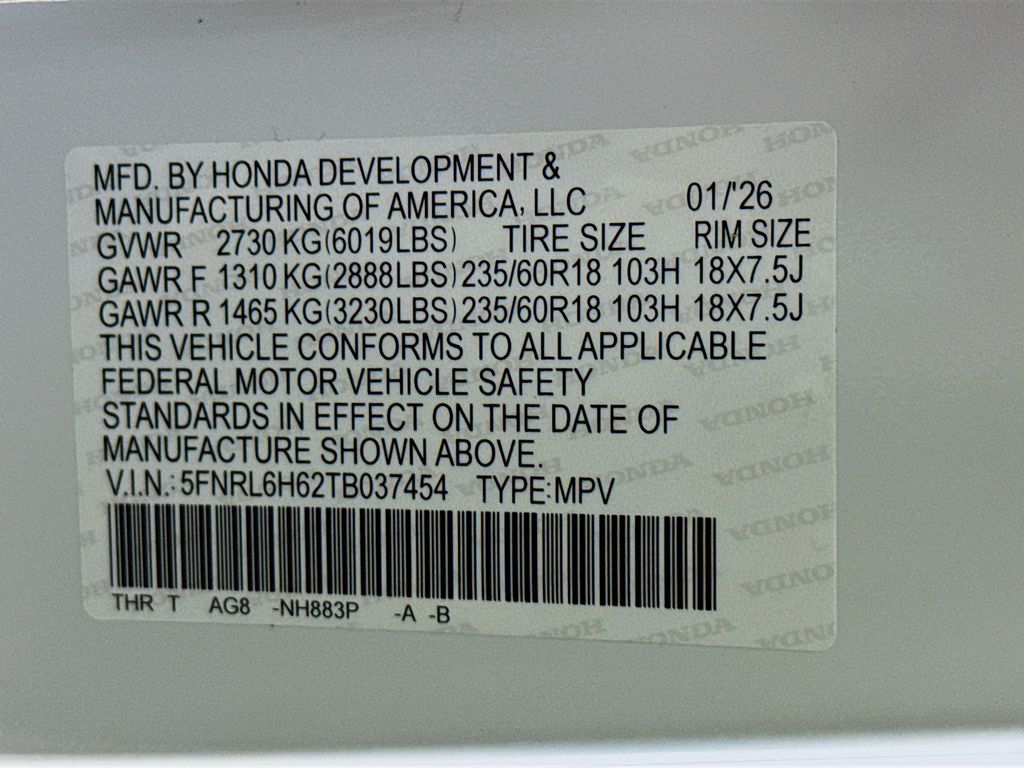 MFD. BY HONDA DEVELOPMENT &
MANUFACTURING OF AMERICA, LLC 01/'26
GVWR 2730 KG(6019LBS) TIRE SIZE RIM SIZE
GAWR F 1310 KG(2888LBS) 235/60R18 103H 18X7.5J
GAWR R 1465 KG(3230LBS) 235/60R18 103H 18X7.5J
THIS VEHICLE CONFORMS TO ALL APPLICABLE
FEDERAL MOTOR VEHICLE SAFETY
STANDARDS IN EFFECT ON THE DATE OF
MANUFACTURE SHOWN ABOVE.
V.I.N.: 5FNRL6H62TB037454 TYPE:MPV
THR T AG8 -NH883P -A -B